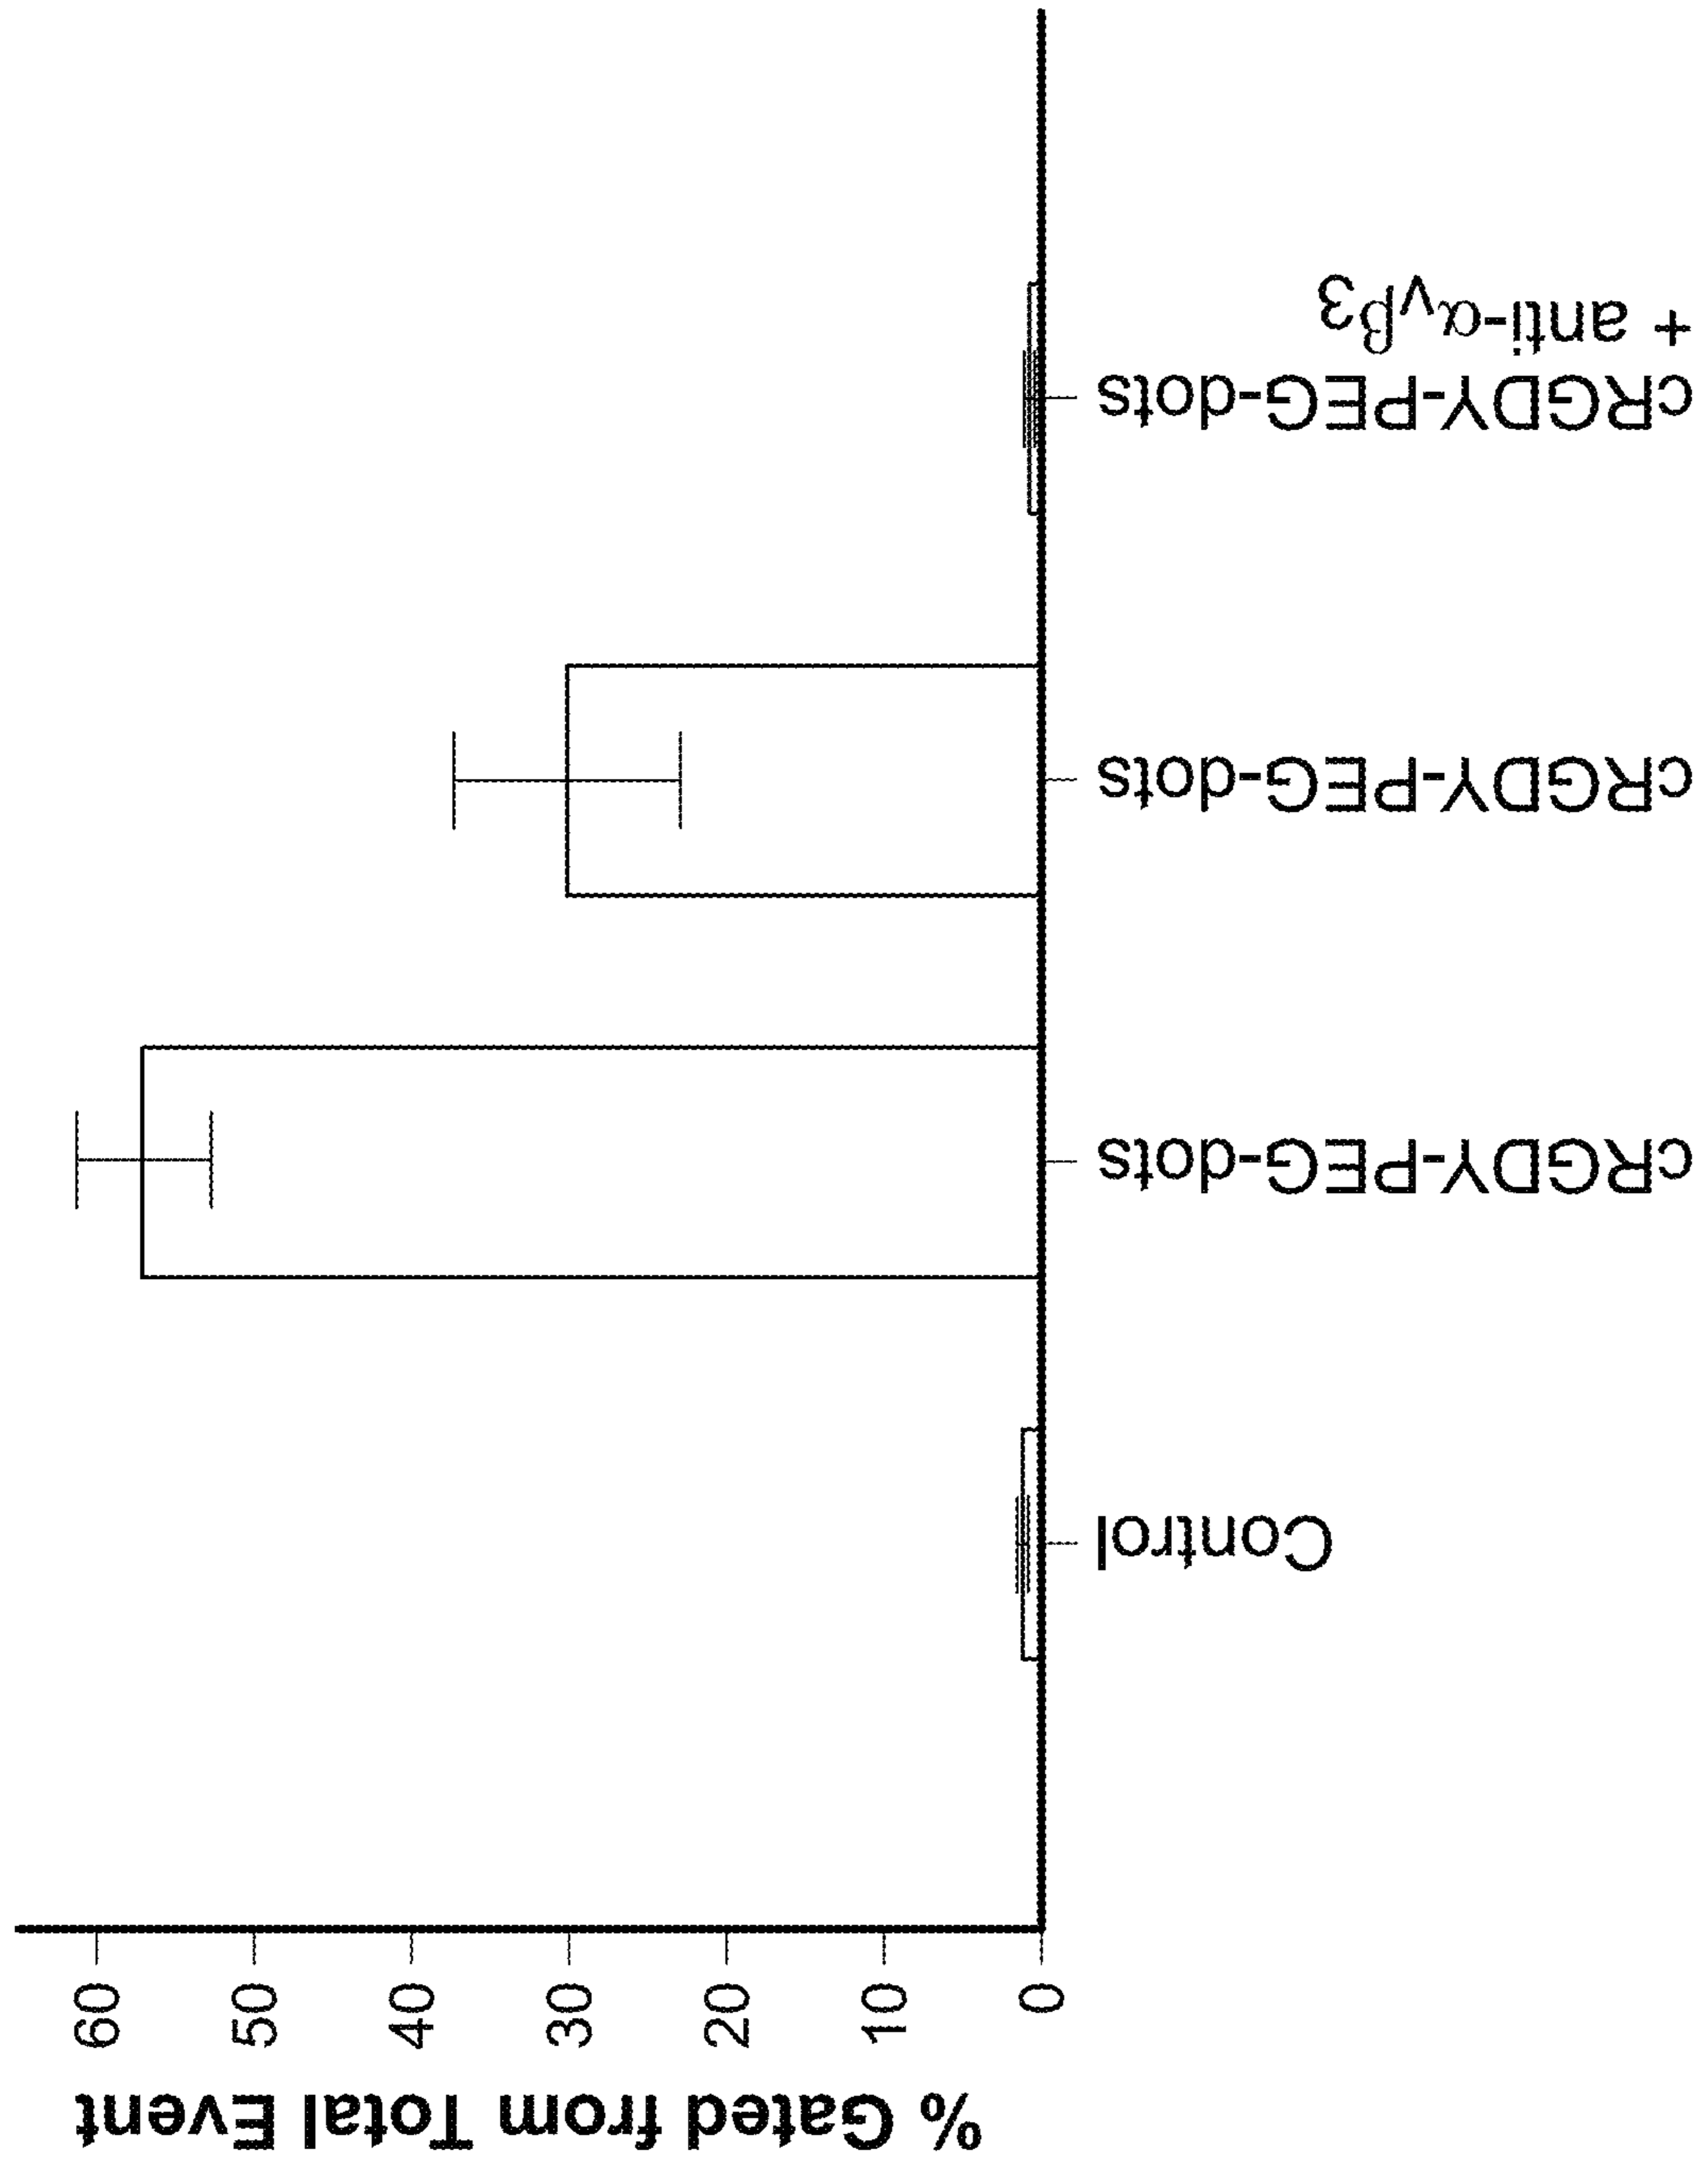 % Gated from Total Event
60
50
40
30
20
10
0
Control
cRGDY-PEG-dots
cRGDY-PEG-dots
cRGDY-PEG-dots
+ anti-αvβ3